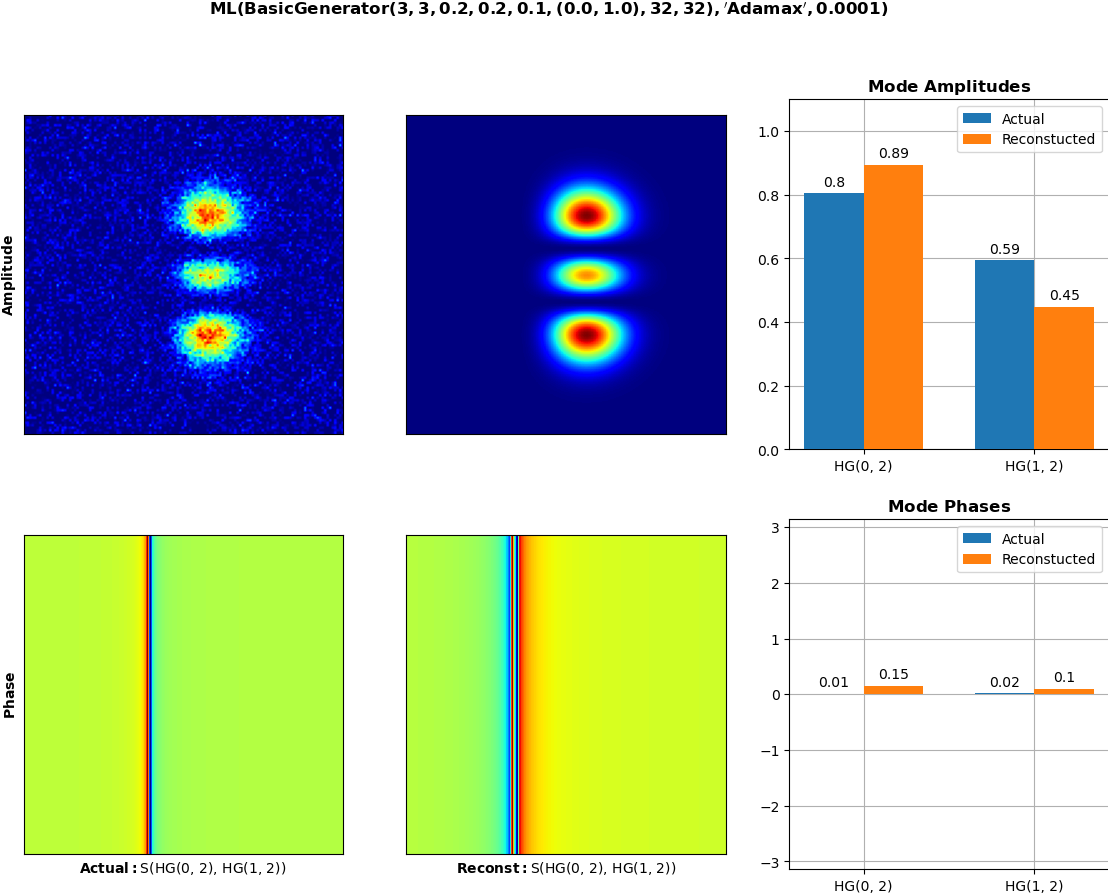 ML(BasicGenerator(3, 3, 0.2, 0.2, 0.1, (0.0, 1.0), 32, 32), ′Adamax′, 0.0001)
Amplitude
Mode Amplitudes
Actual
Reconstucted
1.0
0.8
0.6
0.4
0.2
0.0
0.8
0.89
0.59
0.45
HG(0, 2)
HG(1, 2)
Phase
Actual: S(HG(0, 2), HG(1, 2))
Reconst: S(HG(0, 2), HG(1, 2))
Mode Phases
Actual
Reconstucted
3
2
1
0
−1
−2
−3
0.01
0.15
0.02
0.1
HG(0, 2)
HG(1, 2)